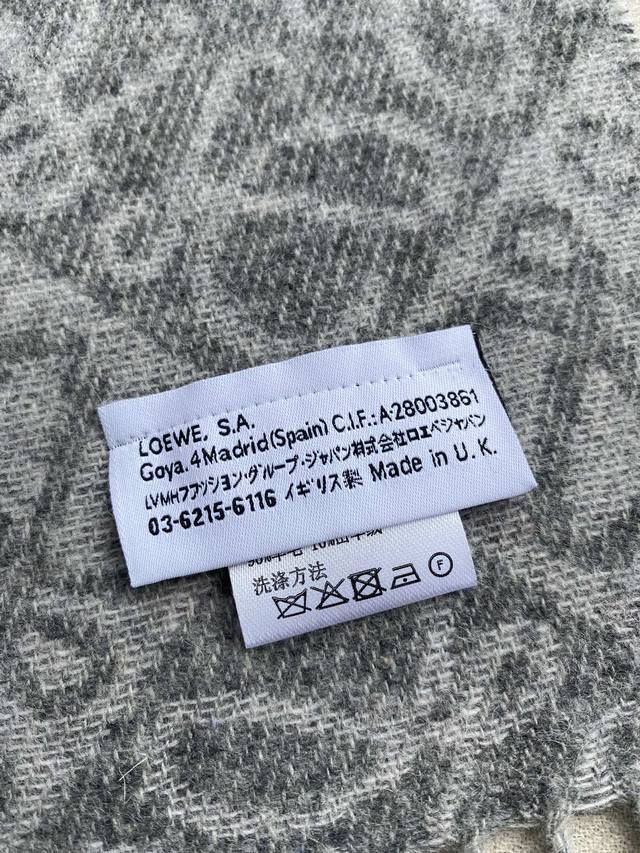 LOEWE, S.A.
Goya. 4 Madrid (Spain) C.I.F.: A-28003861
LVMHファッション・グループ・ジャパン株式会社ロエベジャパン
03-6215-6116 イギリス製 Made in U.K.
洗涤方法
F